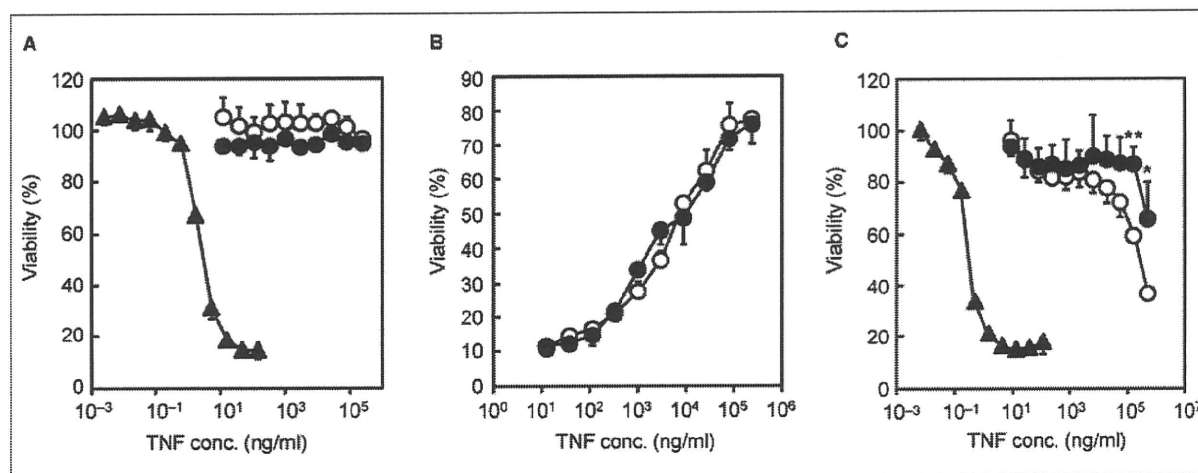 A
B
C
Viability (%)
120
100
80
60
40
20
0
10⁻³ 10⁻¹ 10¹ 10³ 10⁵
TNF conc. (ng/ml)
Viability (%)
90
80
70
60
50
40
30
20
10
0
10⁰ 10¹ 10² 10³ 10⁴ 10⁵ 10⁶
TNF conc. (ng/ml)
Viability (%)
120
100
80
60
40
20
0
**
*
10⁻³ 10⁻¹ 10¹ 10³ 10⁵ 10⁷
TNF conc. (ng/ml)